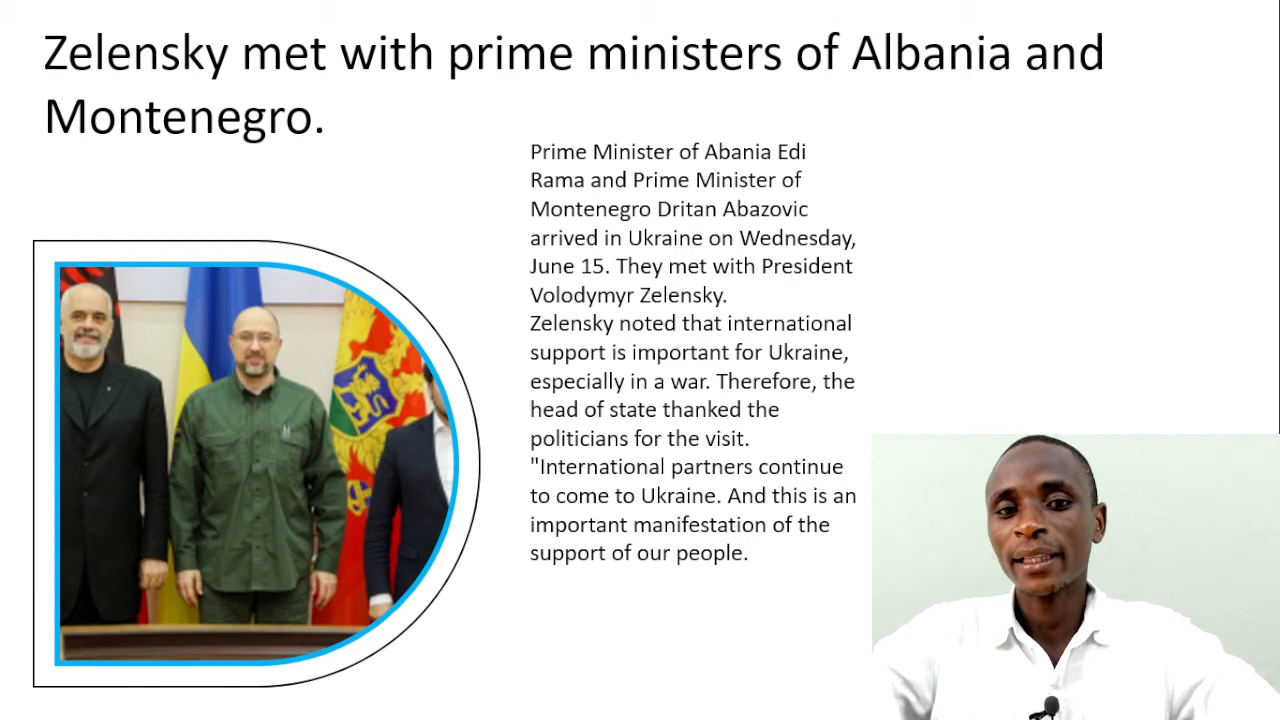 Zelensky met with prime ministers of Albania and
Montenegro.
Prime Minister of Abania Edi
Rama and Prime Minister of
Montenegro Dritan Abazovic
arrived in Ukraine on Wednesday,
June 15. They met with President
Volodymyr Zelensky.
Zelensky noted that international
support is important for Ukraine,
especially in a war. Therefore, the
head of state thanked the
politicians for the visit.
"International partners continue
to come to Ukraine. And this is an
important manifestation of the
support of our people.